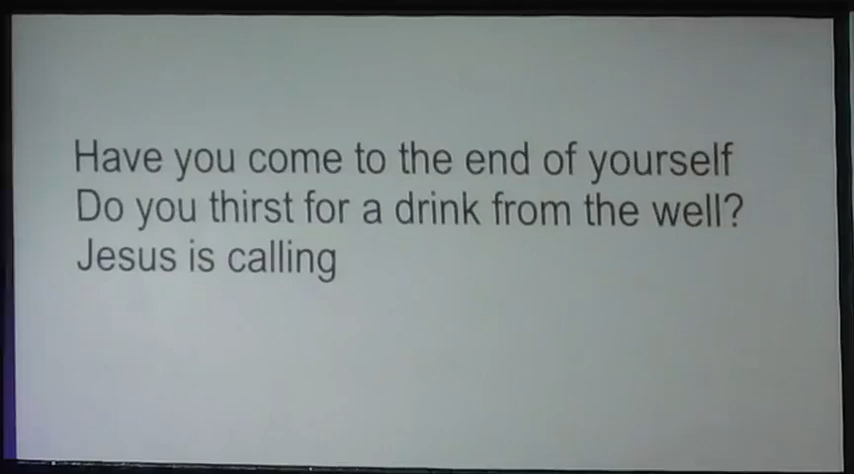 Have you come to the end of yourself
Do you thirst for a drink from the well?
Jesus is calling